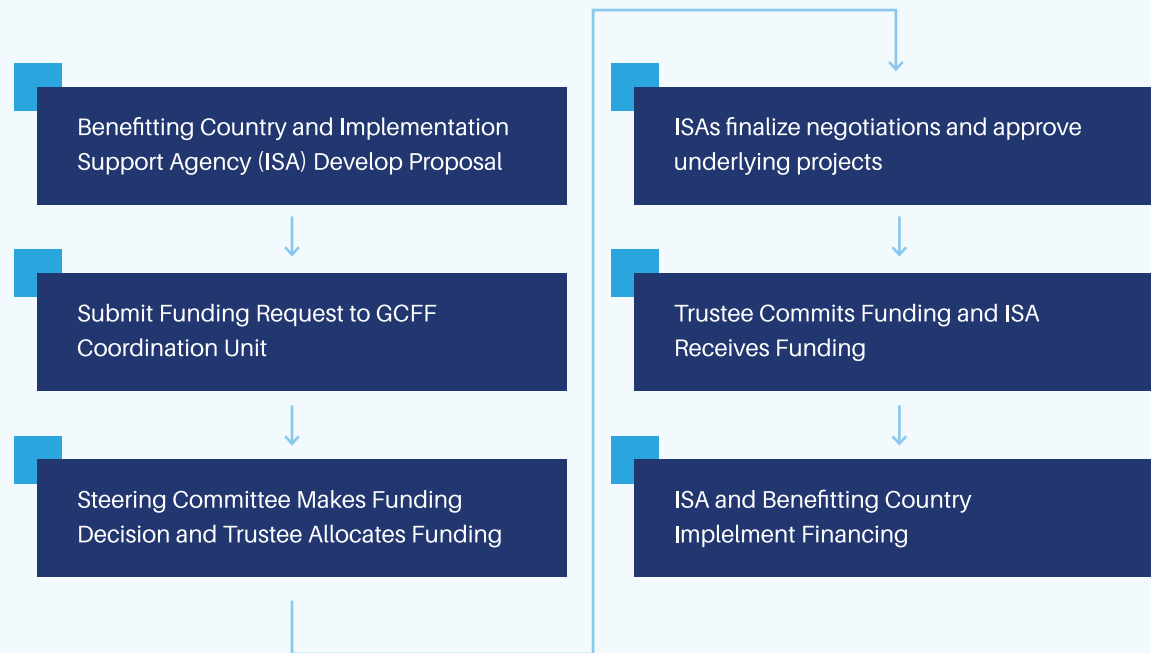 Benefitting Country and Implementation
Support Agency (ISA) Develop Proposal
Submit Funding Request to GCFF
Coordination Unit
Steering Committee Makes Funding
Decision and Trustee Allocates Funding
ISAs finalize negotiations and approve
underlying projects
Trustee Commits Funding and ISA
Receives Funding
ISA and Benefitting Country
Implelment Financing